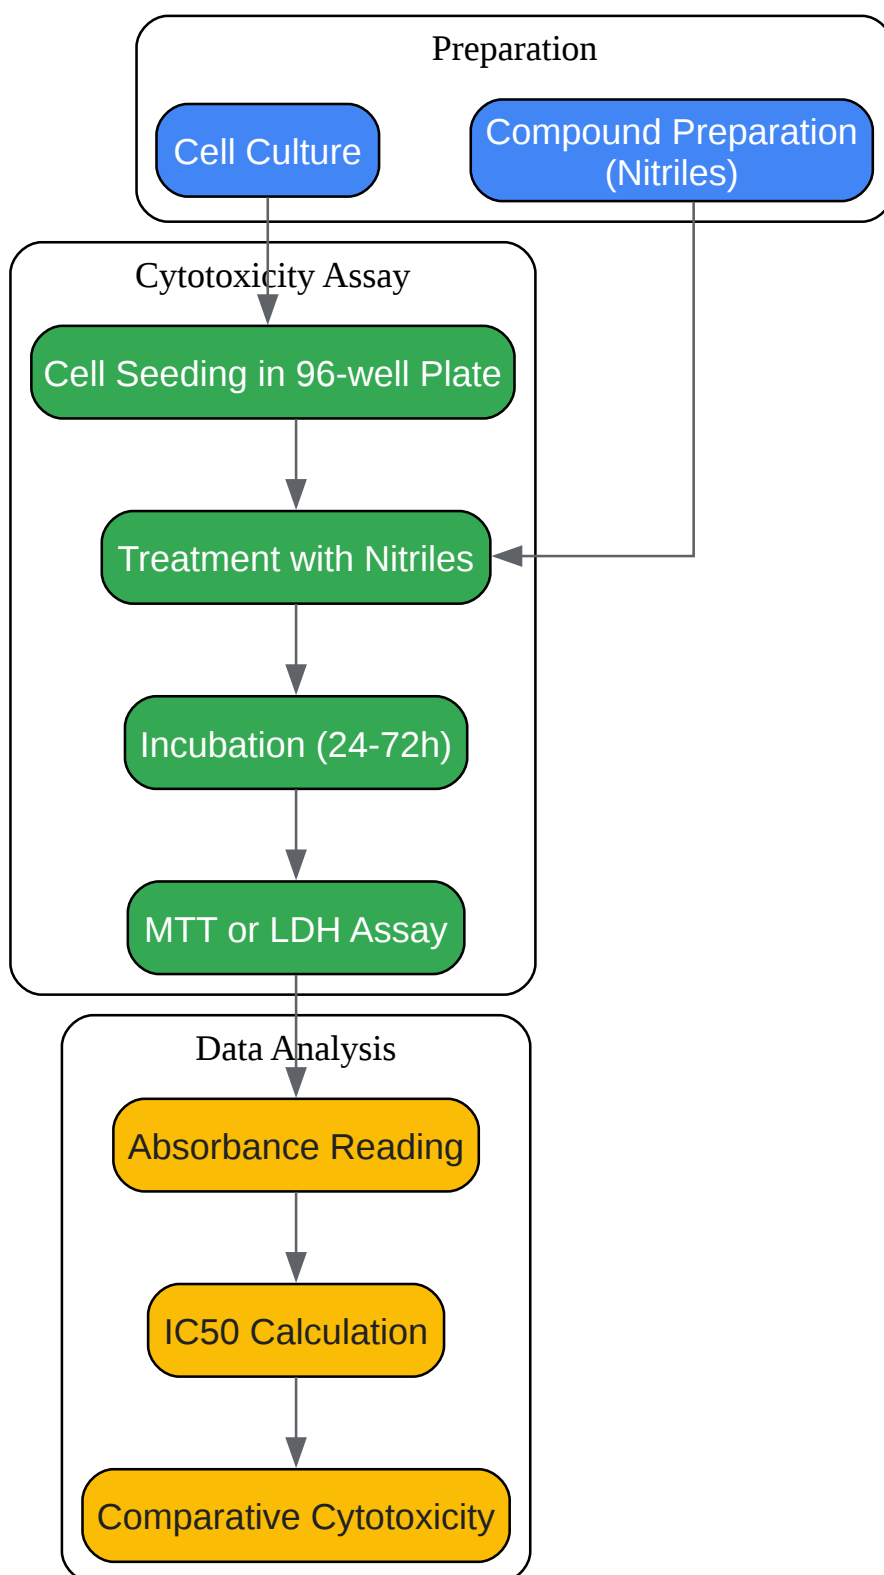 Preparation
Cell Culture
Compound Preparation
(Nitriles)
Cytotoxicity Assay
Cell Seeding in 96-well Plate
Treatment with Nitriles
Incubation (24-72h)
MTT or LDH Assay
Data Analysis
Absorbance Reading
IC50 Calculation
Comparative Cytotoxicity